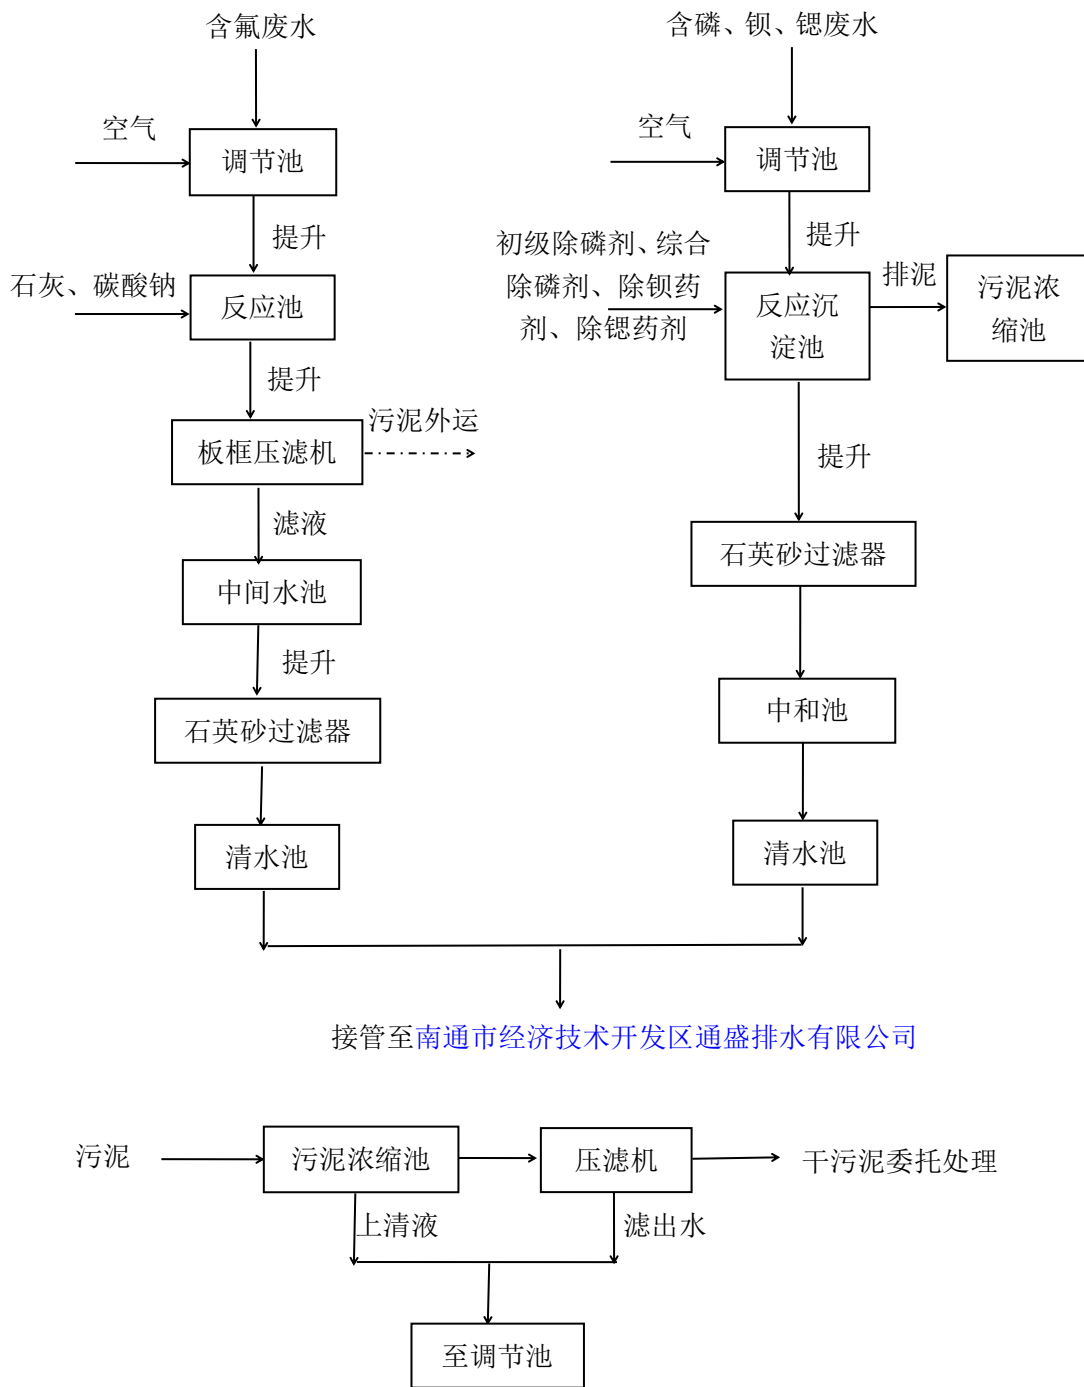 含氟废水
空气
调节池
提升
石灰、碳酸钠
反应池
提升
污泥外运
板框压滤机
滤液
中间水池
提升
石英砂过滤器
清水池
含磷、钡、锶废水
空气
调节池
提升
初级除磷剂、综合
除磷剂、除钡药
剂、除锶药剂
反应沉
淀池
排泥
污泥浓
缩池
提升
石英砂过滤器
中和池
清水池
接管至南通市经济技术开发区通盛排水有限公司
污泥
污泥浓缩池
压滤机
干污泥委托处理
上清液
滤出水
至调节池